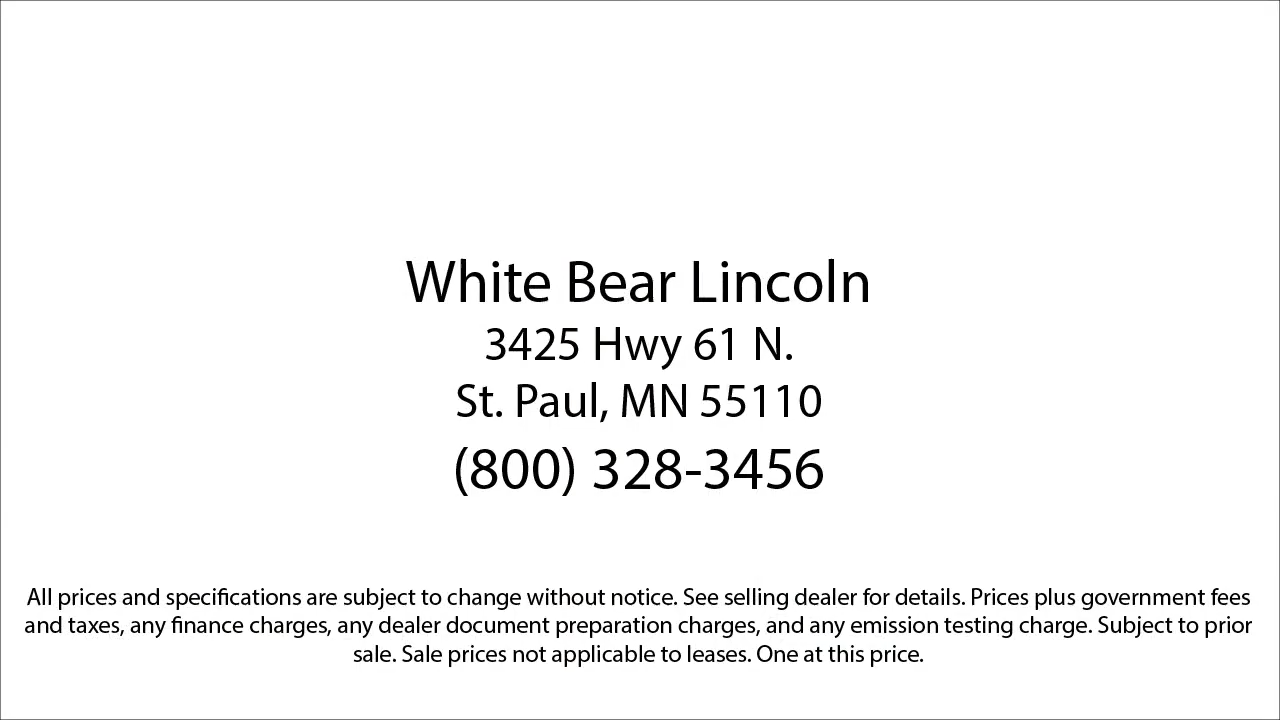 White Bear Lincoln
3425 Hwy 61 N.
St. Paul, MN 55110
(800) 328-3456
All prices and specifications are subject to change without notice. See selling dealer for details. Prices plus government fees
and taxes, any finance charges, any dealer document preparation charges, and any emission testing charge. Subject to prior
sale. Sale prices not applicable to leases. One at this price.